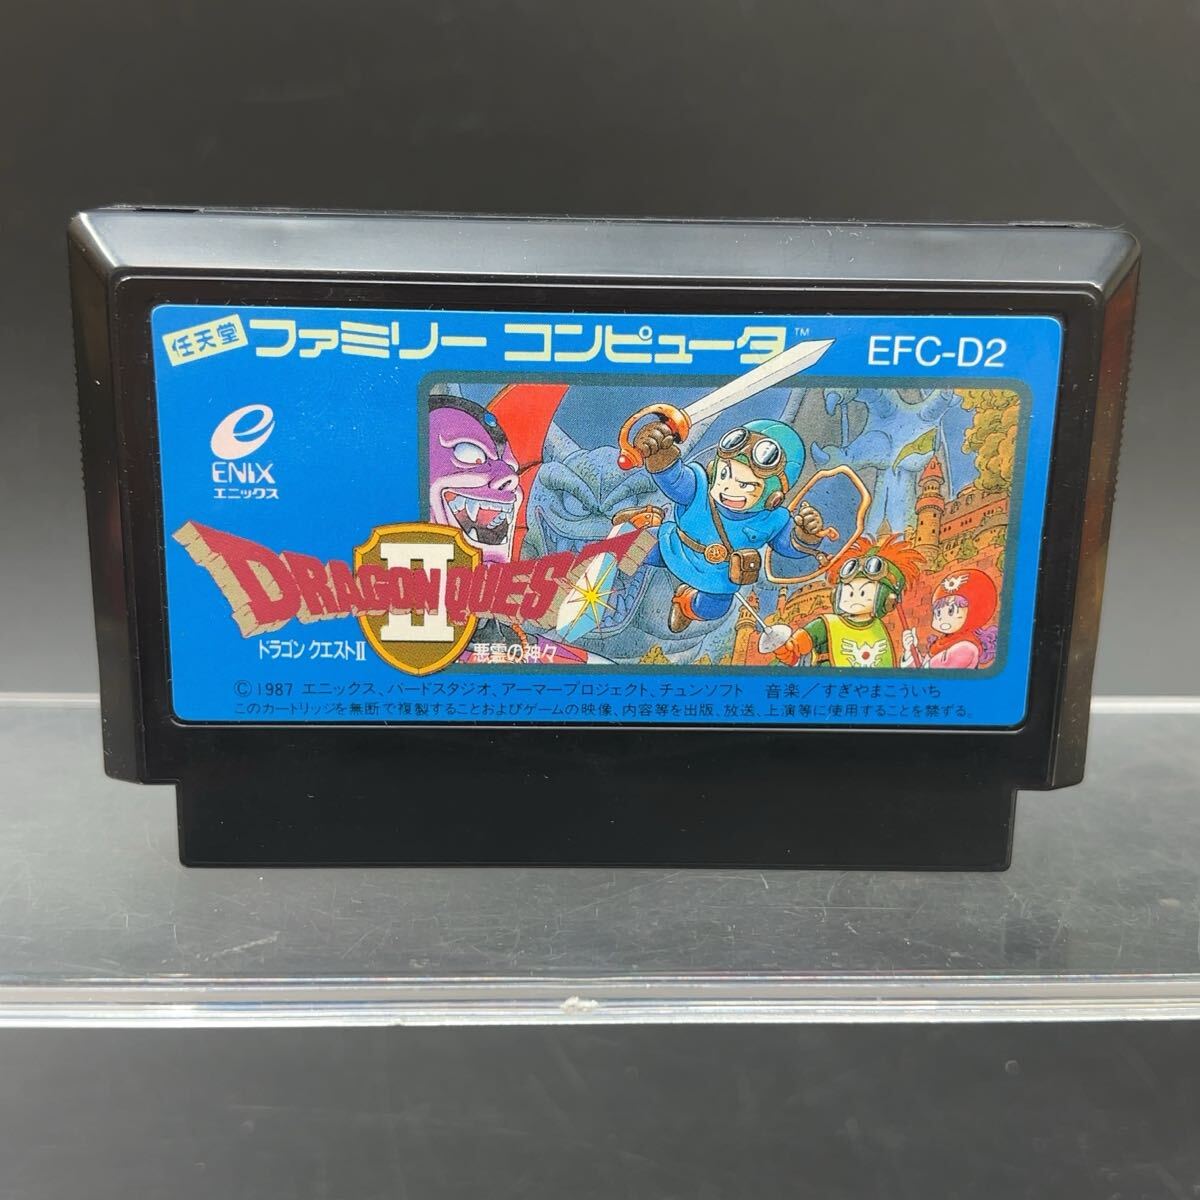 任天堂 ファミリー コンピュータ™ EFC-D2
ENIX
エニックス
DRAGON QUEST
II
ドラゴン クエストII 悪霊の神々
©1987 エニックス、バードスタジオ、アーマープロジェクト、チュンソフト 音楽／すぎやまこういち
このカートリッジを無断で複製することおよびゲームの映像、内容等を出版、放送、上演等に使用することを禁ずる。